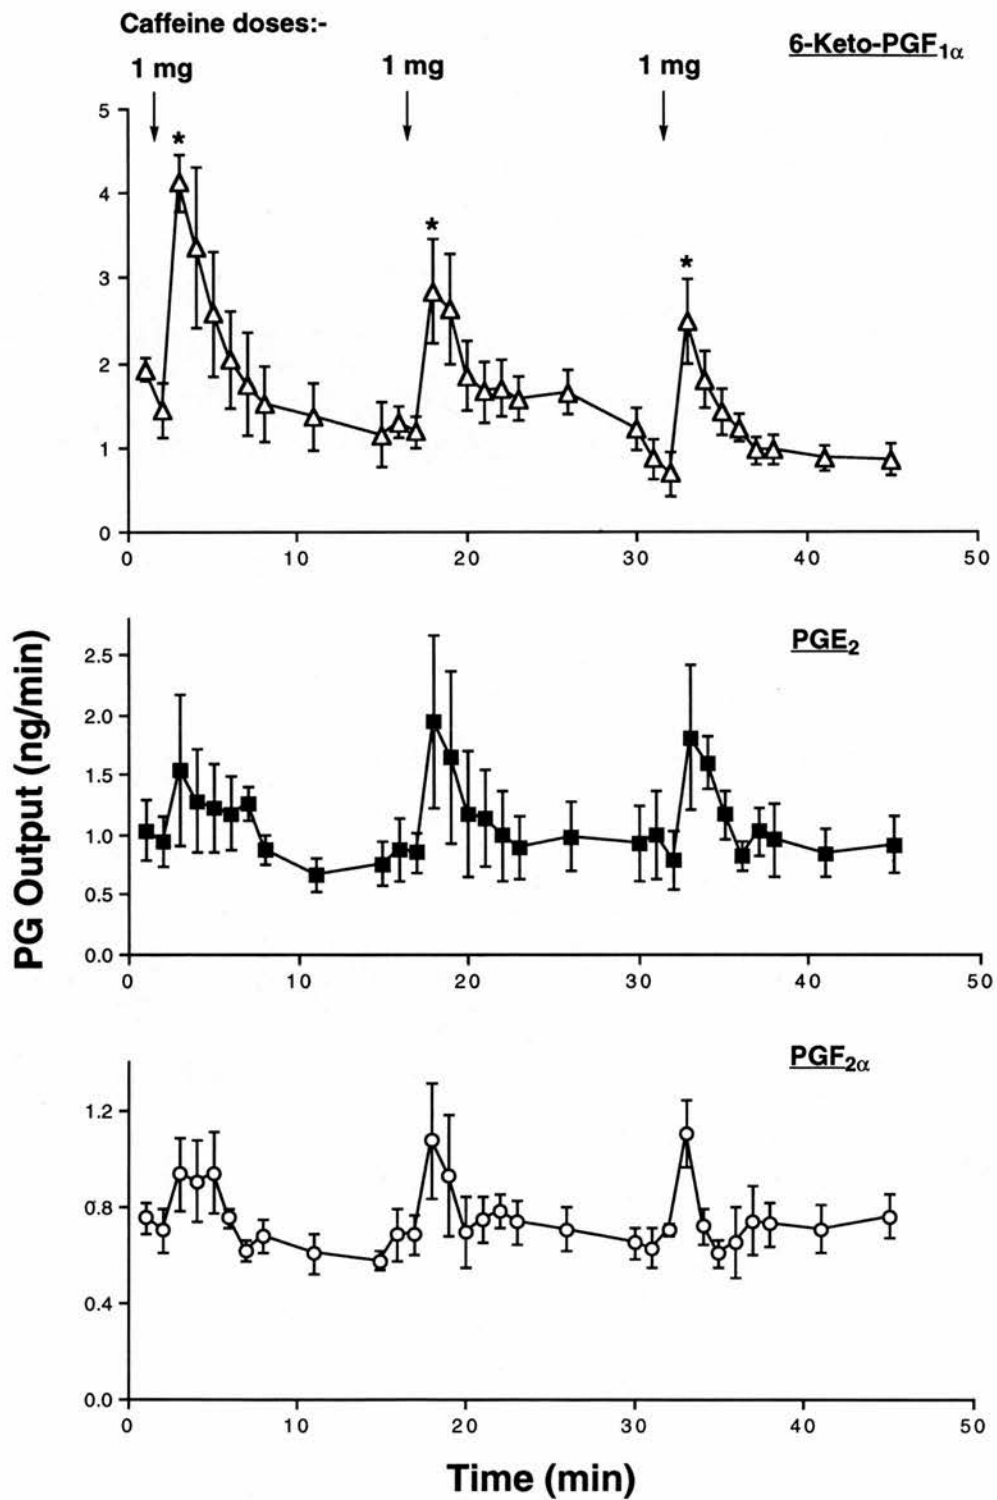 Caffeine doses:-
6-Keto-PGF1α
1 mg 1 mg 1 mg
5
4
3
2
1
0
* * *
0 10 20 30 40 50
PG Output (ng/min)
PGE2
2.5
2.0
1.5
1.0
0.5
0.0
0 10 20 30 40 50
PGF2α
1.2
0.8
0.4
0.0
0 10 20 30 40 50
Time (min)